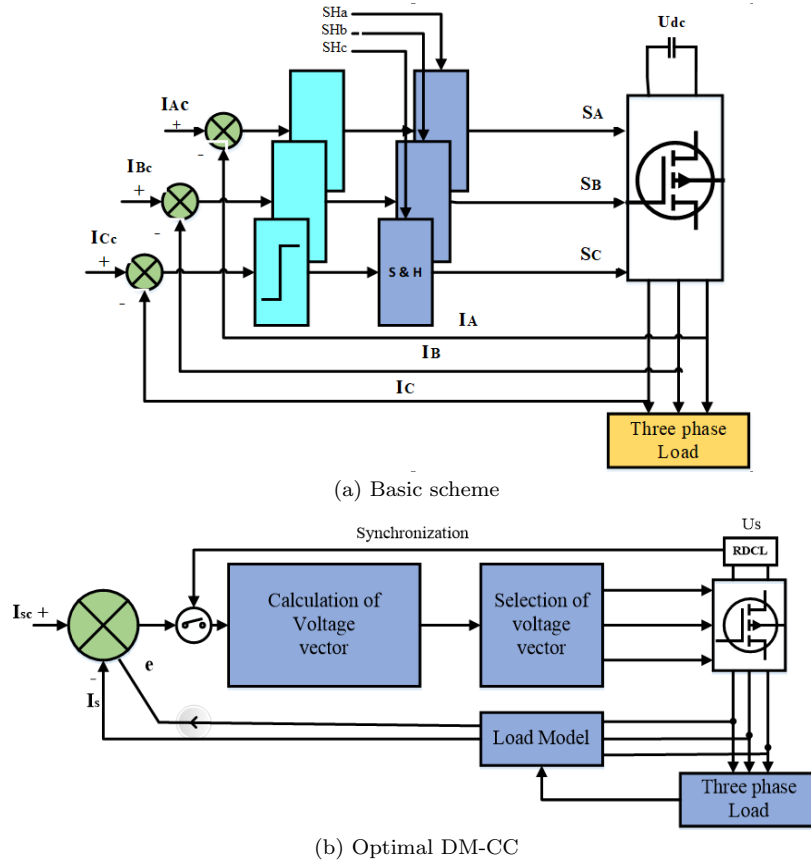 SHa
SHb
SHc
Udc
IAC
+
-
SA
IBc
+
-
SB
ICc
+
-
S & H
SC
IA
IB
IC
Three phase
Load
(a) Basic scheme
Synchronization
Us
RDCL
Isc +
Calculation of
Voltage
vector
Selection of
voltage
vector
e
-
Is
Load Model
Three phase
Load
(b) Optimal DM-CC